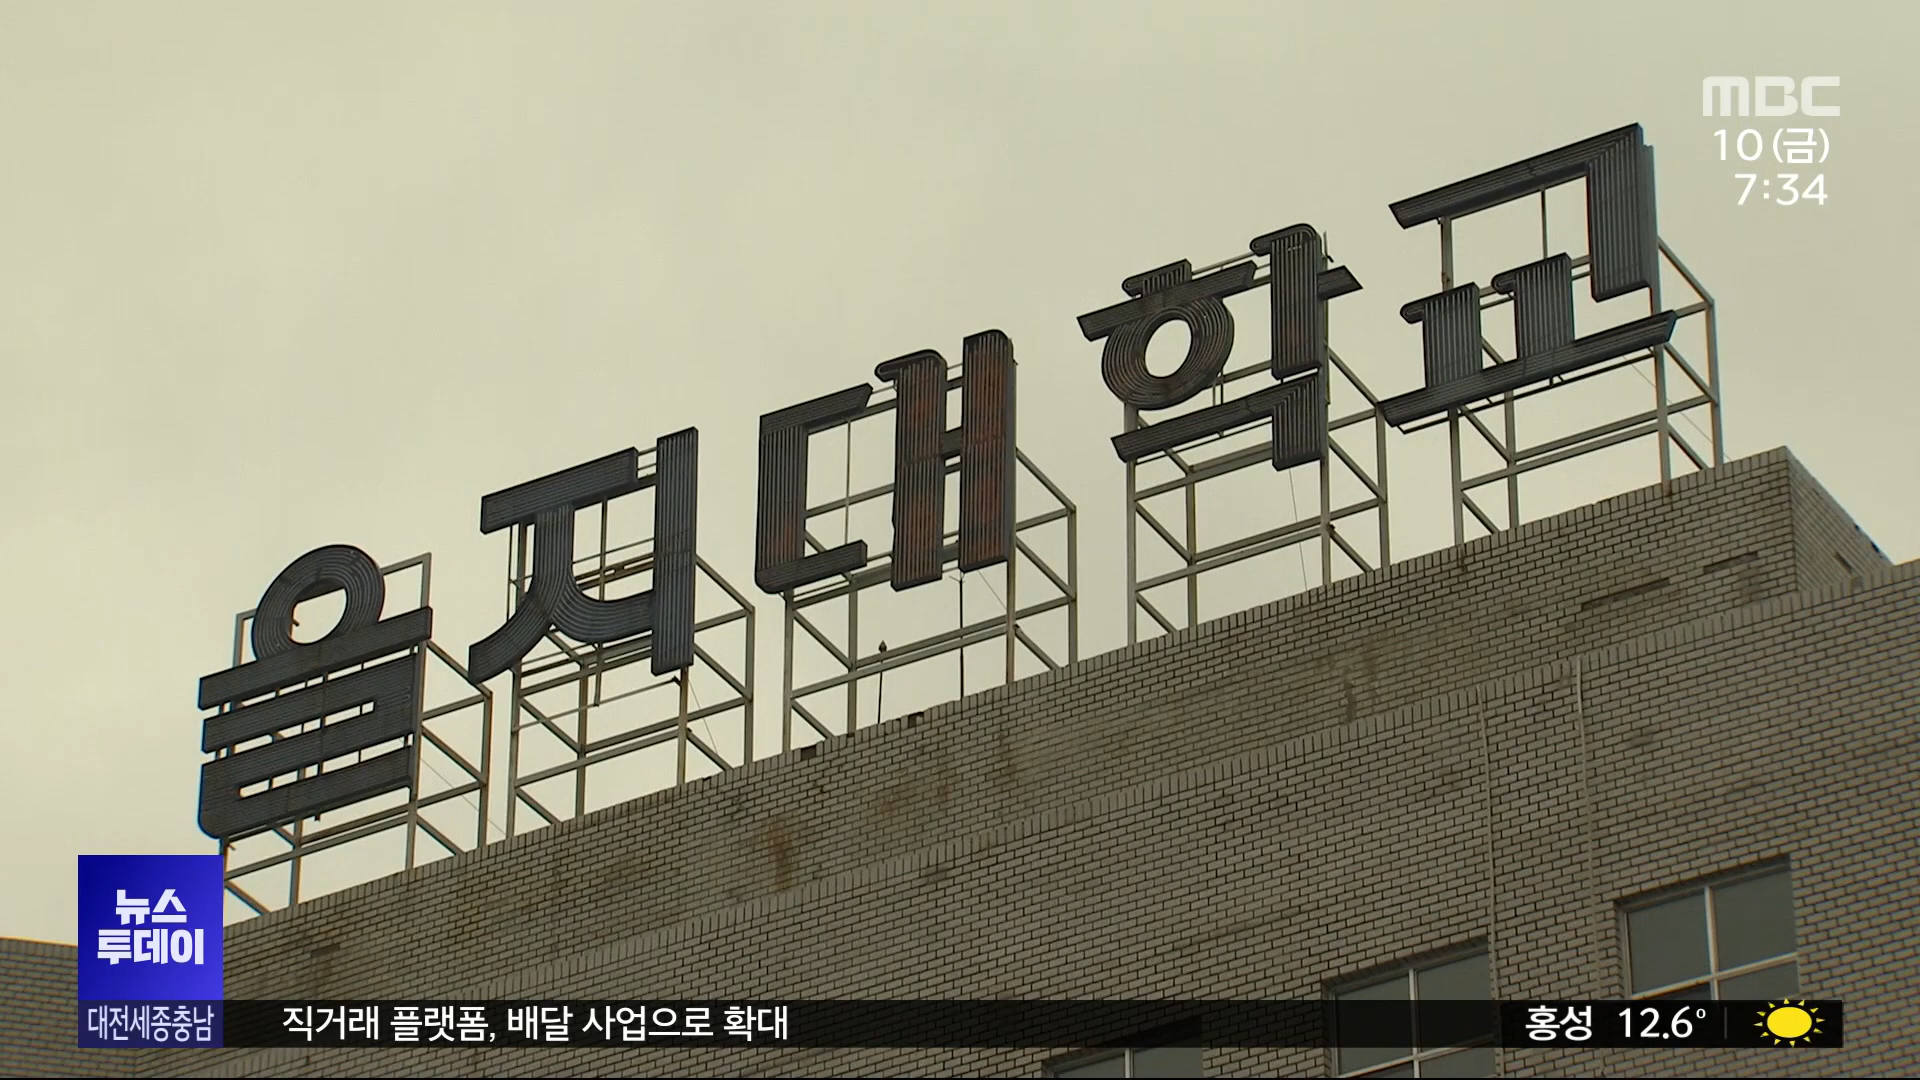 MBC
10 (금)
7:34
을지대학교
뉴스
투데이
대전세종충남
직거래 플랫폼, 배달 사업으로 확대
홍성 12.6°